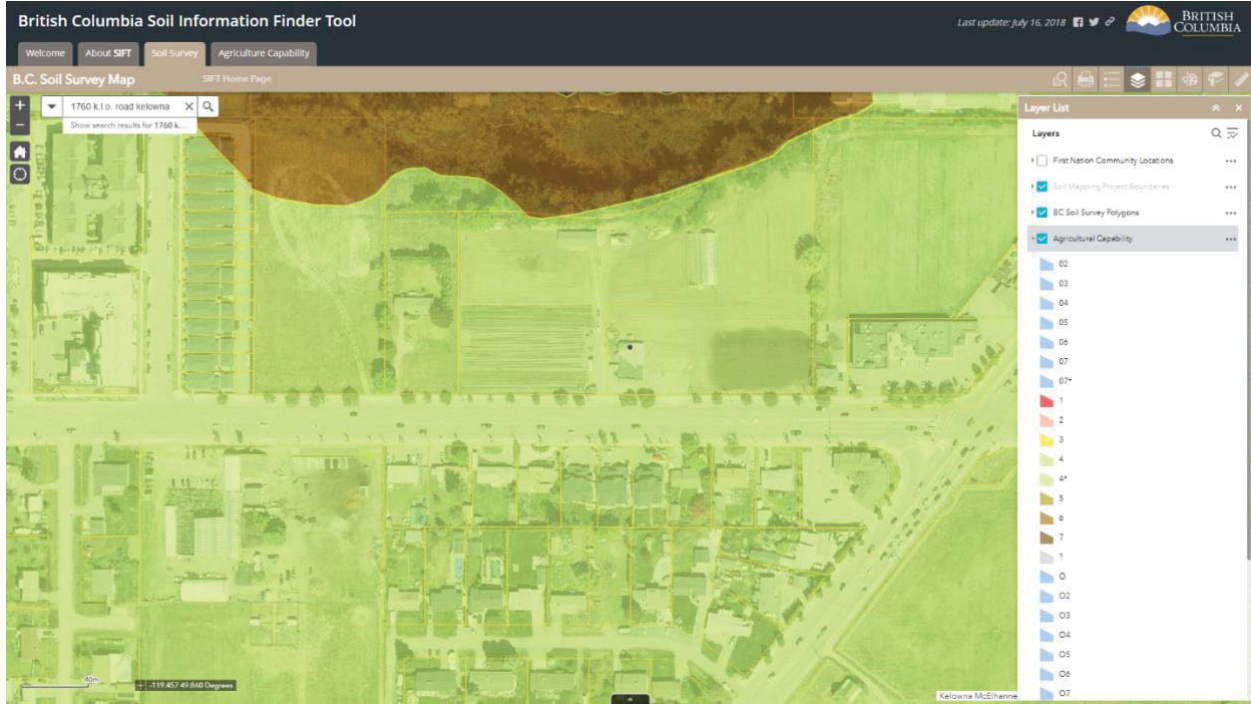 British Columbia Soil Information Finder Tool
Last update: July 16, 2018
BRITISH
COLUMBIA
Welcome
About SIFT
Soil Survey
Agriculture Capability
B.C. Soil Survey Map
SIFT Home Page
1760 k.l.o. road kelowna
Show search results for 1760 k...
Layer List
Layers
First Nation Community Locations
Soil Mapping Project Boundaries
BC Soil Survey Polygons
Agricultural Capability
02
03
04
05
06
07
07*
1
2
3
4
4*
5
6
7
?
O
O2
O3
O4
O5
O6
O7
40m
-119.457 49.860 Degrees
Kelowna McElhanne